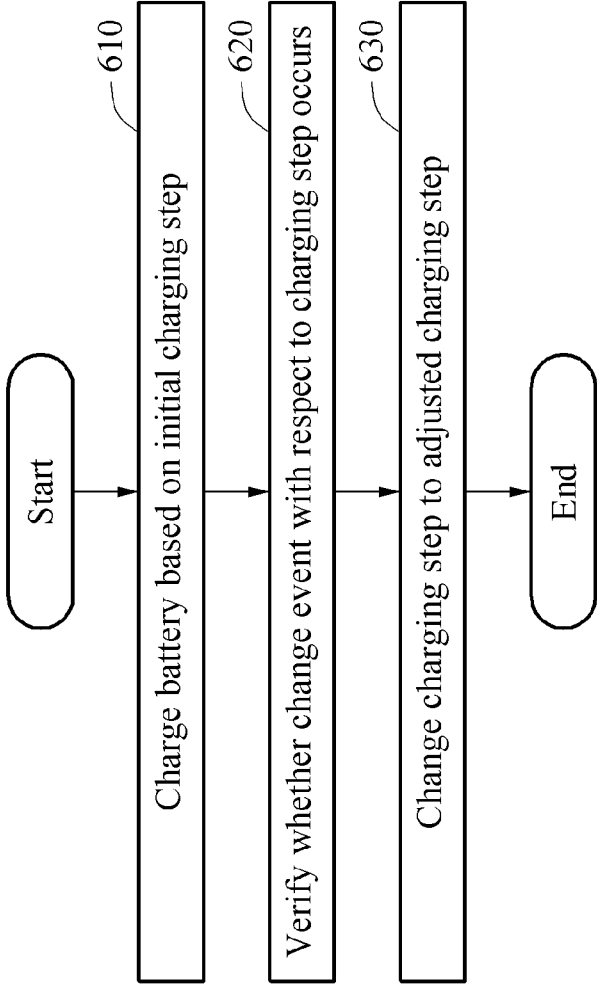 Start
610
Charge battery based on initial charging step
620
Verify whether change event with respect to charging step occurs
630
Change charging step to adjusted charging step
End